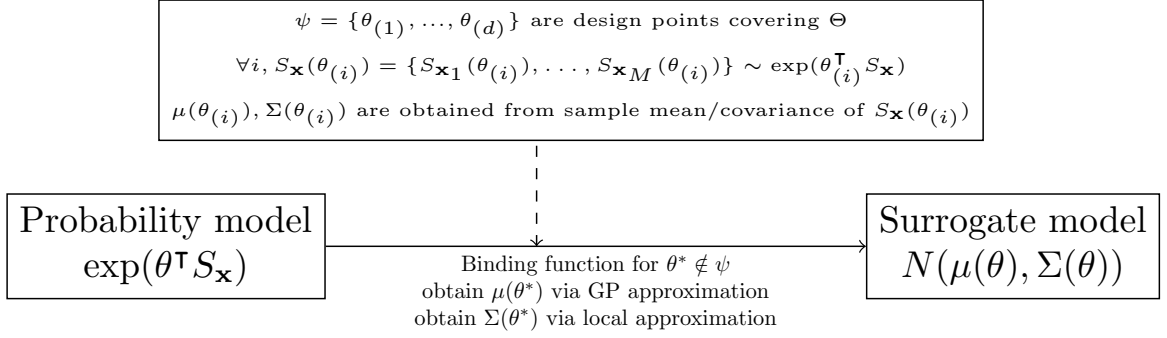 ψ = {θ_(1), ..., θ_(d)} are design points covering Θ
∀i, S_𝐱(θ_(i)) = {S_𝐱1(θ_(i)), . . . , S_𝐱M(θ_(i))} ∼ exp(θ_(i)^⊤ S_𝐱)
μ(θ_(i)), Σ(θ_(i)) are obtained from sample mean/covariance of S_𝐱(θ_(i))
Probability model
exp(θ^⊤ S_𝐱)
Binding function for θ* ∉ ψ
obtain μ(θ*) via GP approximation
obtain Σ(θ*) via local approximation
Surrogate model
N(μ(θ), Σ(θ))